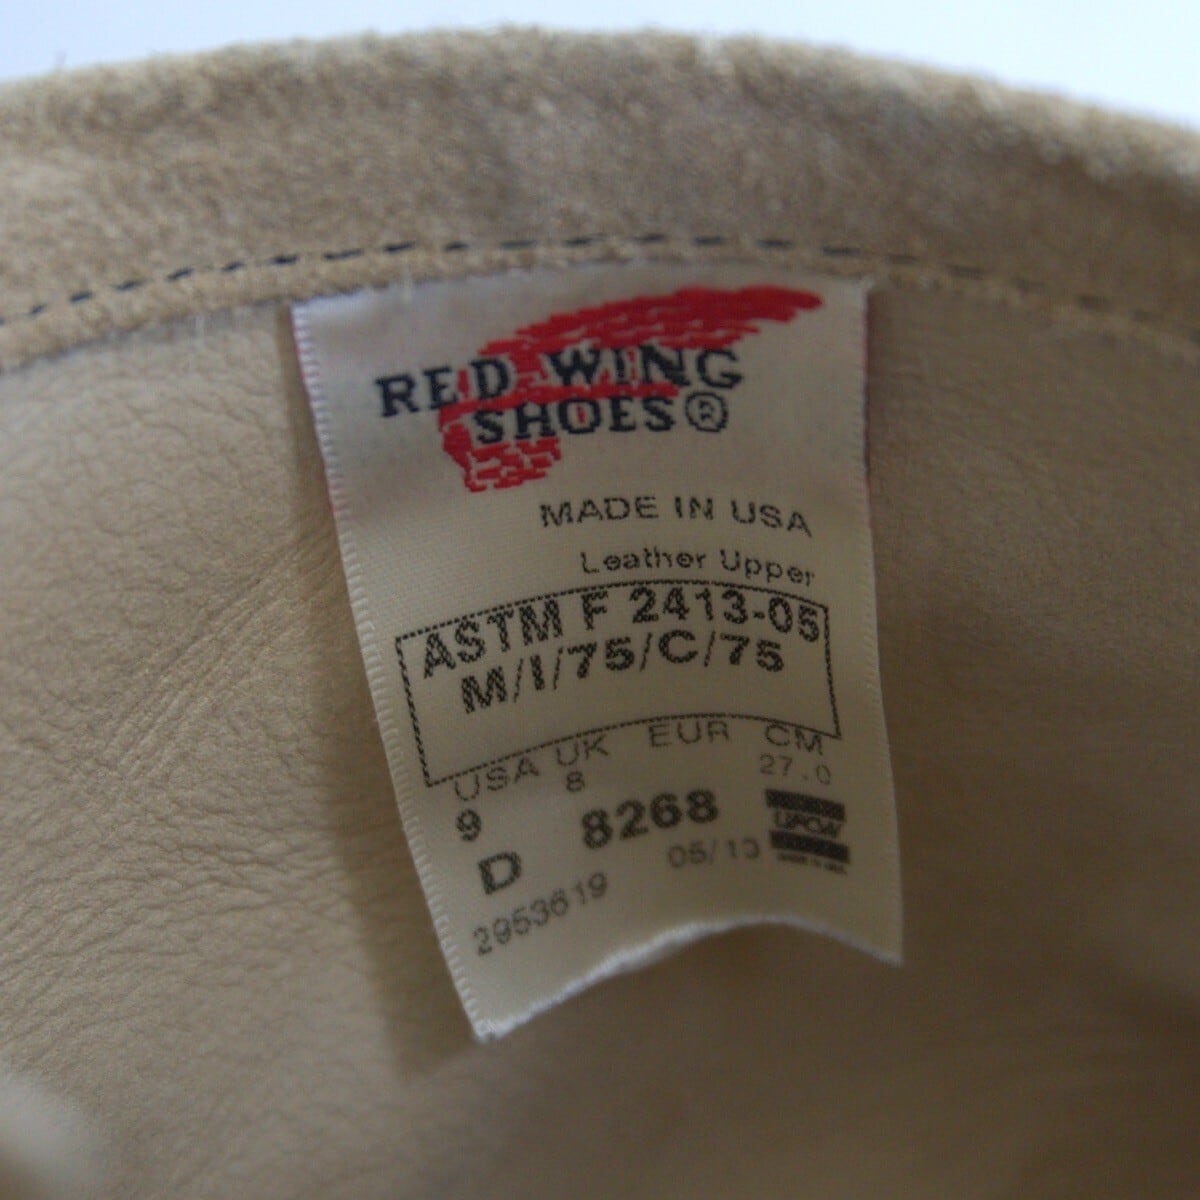 RED WING
SHOES®
MADE IN USA
Leather Upper
ASTM F 2413-05
M/I/75/C/75
USA UK EUR CM
9 8 27.0
D 8268
2953619 05/10